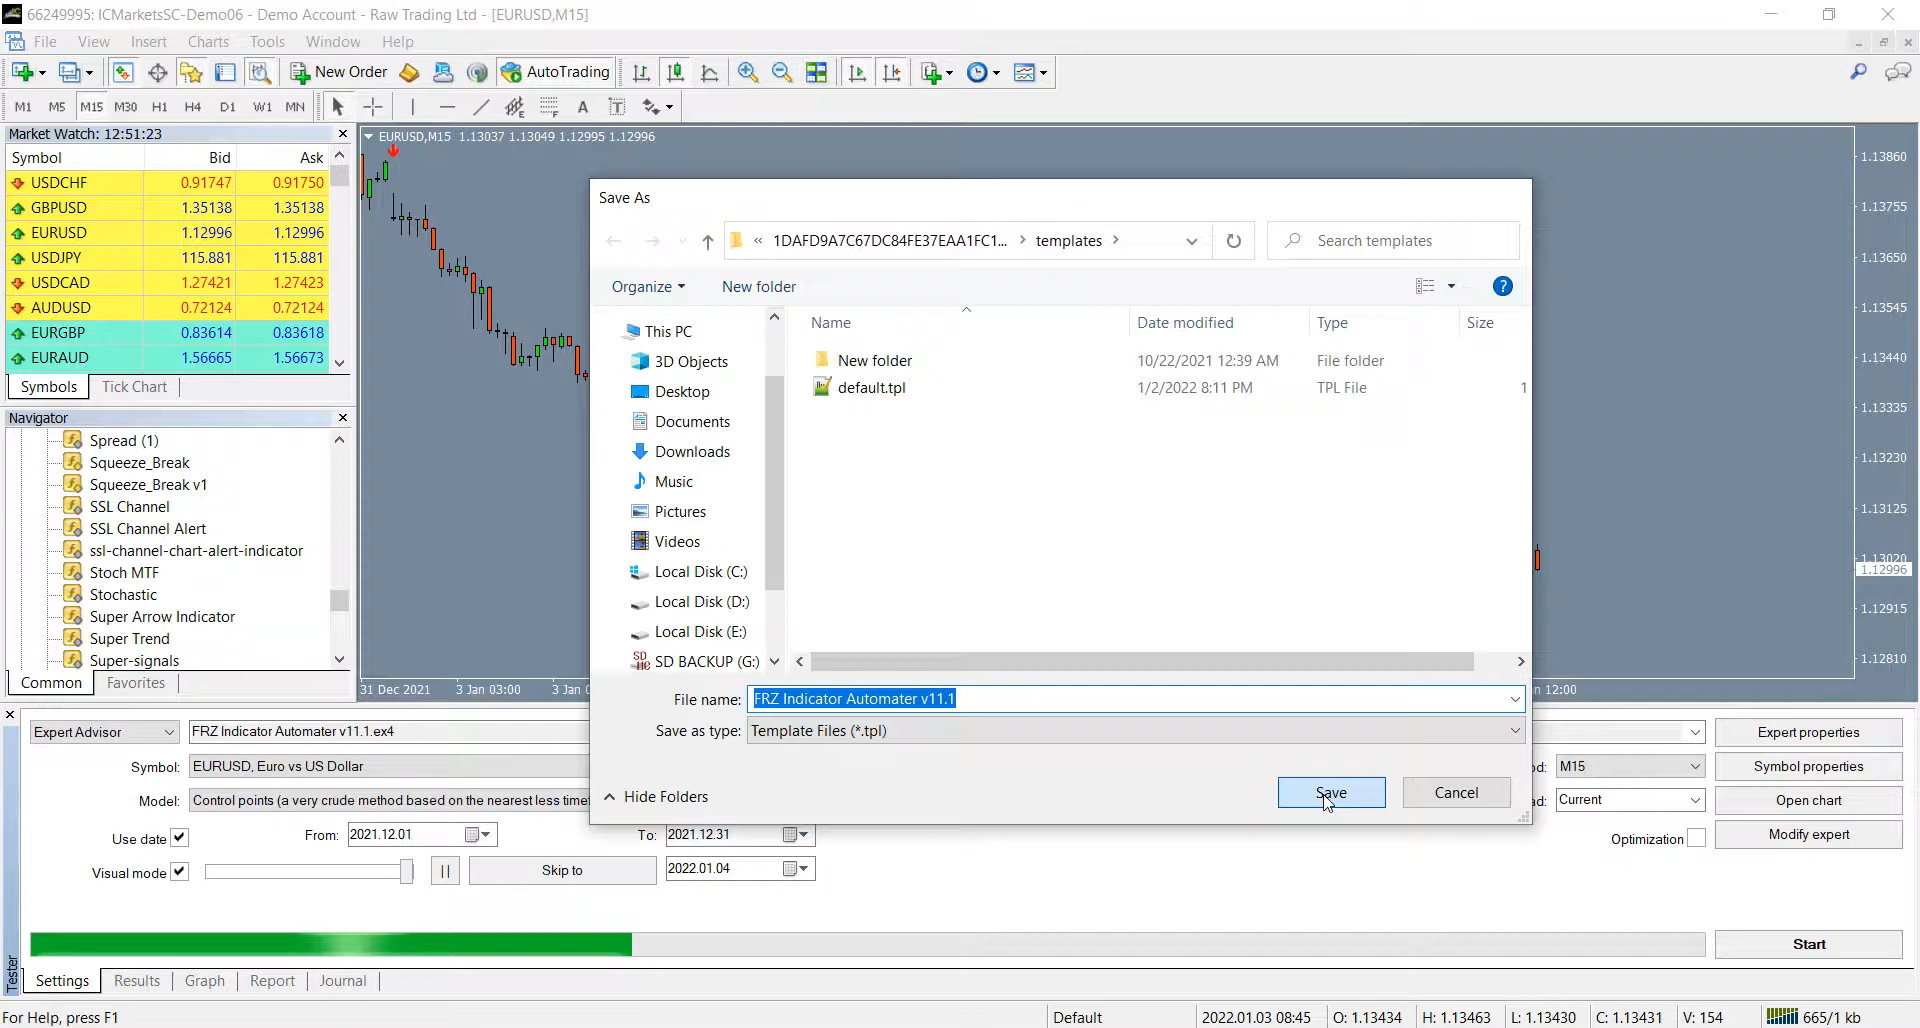 66249995: ICMarketsSC-Demo06 - Demo Account - Raw Trading Ltd - [EURUSD,M15]
File View Insert Charts Tools Window Help
New Order AutoTrading
M1 M5 M15 M30 H1 H4 D1 W1 MN A T
Market Watch: 12:51:23
Symbol Bid Ask
USDCHF 0.91747 0.91750
GBPUSD 1.35138 1.35138
EURUSD 1.12996 1.12996
USDJPY 115.881 115.881
USDCAD 1.27421 1.27423
AUDUSD 0.72124 0.72124
EURGBP 0.83614 0.83618
EURAUD 1.56665 1.56673
Symbols Tick Chart
Navigator
Spread (1)
Squeeze_Break
Squeeze_Break v1
SSL Channel
SSL Channel Alert
ssl-channel-chart-alert-indicator
Stoch MTF
Stochastic
Super Arrow Indicator
Super Trend
Super-signals
Common Favorites
EURUSD,M15 1.13037 1.13049 1.12995 1.12996
1.13860
1.13755
1.13650
1.13545
1.13440
1.13335
1.13230
1.13125
1.13020
1.12996
1.12915
1.12810
31 Dec 2021 3 Jan 03:00 3 Jan
n 12:00
Save As
« 1DAFD9A7C67DC84FE37EAA1FC1... > templates >
Search templates
Organize New folder
This PC
3D Objects
Desktop
Documents
Downloads
Music
Pictures
Videos
Local Disk (C:)
Local Disk (D:)
Local Disk (E:)
SD BACKUP (G:)
Name Date modified Type Size
New folder 10/22/2021 12:39 AM File folder
default.tpl 1/2/2022 8:11 PM TPL File 1
File name: FRZ Indicator Automater v11.1
Save as type: Template Files (*.tpl)
Hide Folders
Save Cancel
Expert Advisor FRZ Indicator Automater v11.1.ex4 Expert properties
Symbol: EURUSD, Euro vs US Dollar od: M15 Symbol properties
Model: Control points (a very crude method based on the nearest less time ad: Current Open chart
Use date From: 2021.12.01 To: 2021.12.31 Optimization Modify expert
Visual mode Skip to 2022.01.04
Start
Tester
Settings Results Graph Report Journal
For Help, press F1 Default 2022.01.03 08:45 O: 1.13434 H: 1.13463 L: 1.13430 C: 1.13431 V: 154 665/1 kb